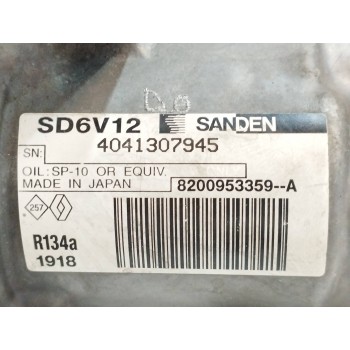 D.O
SD6V12 SANDEN
SN: 4041307945
OIL:SP-10 OR EQUIV.
MADE IN JAPAN 8200953359--A
257
R134a
1918